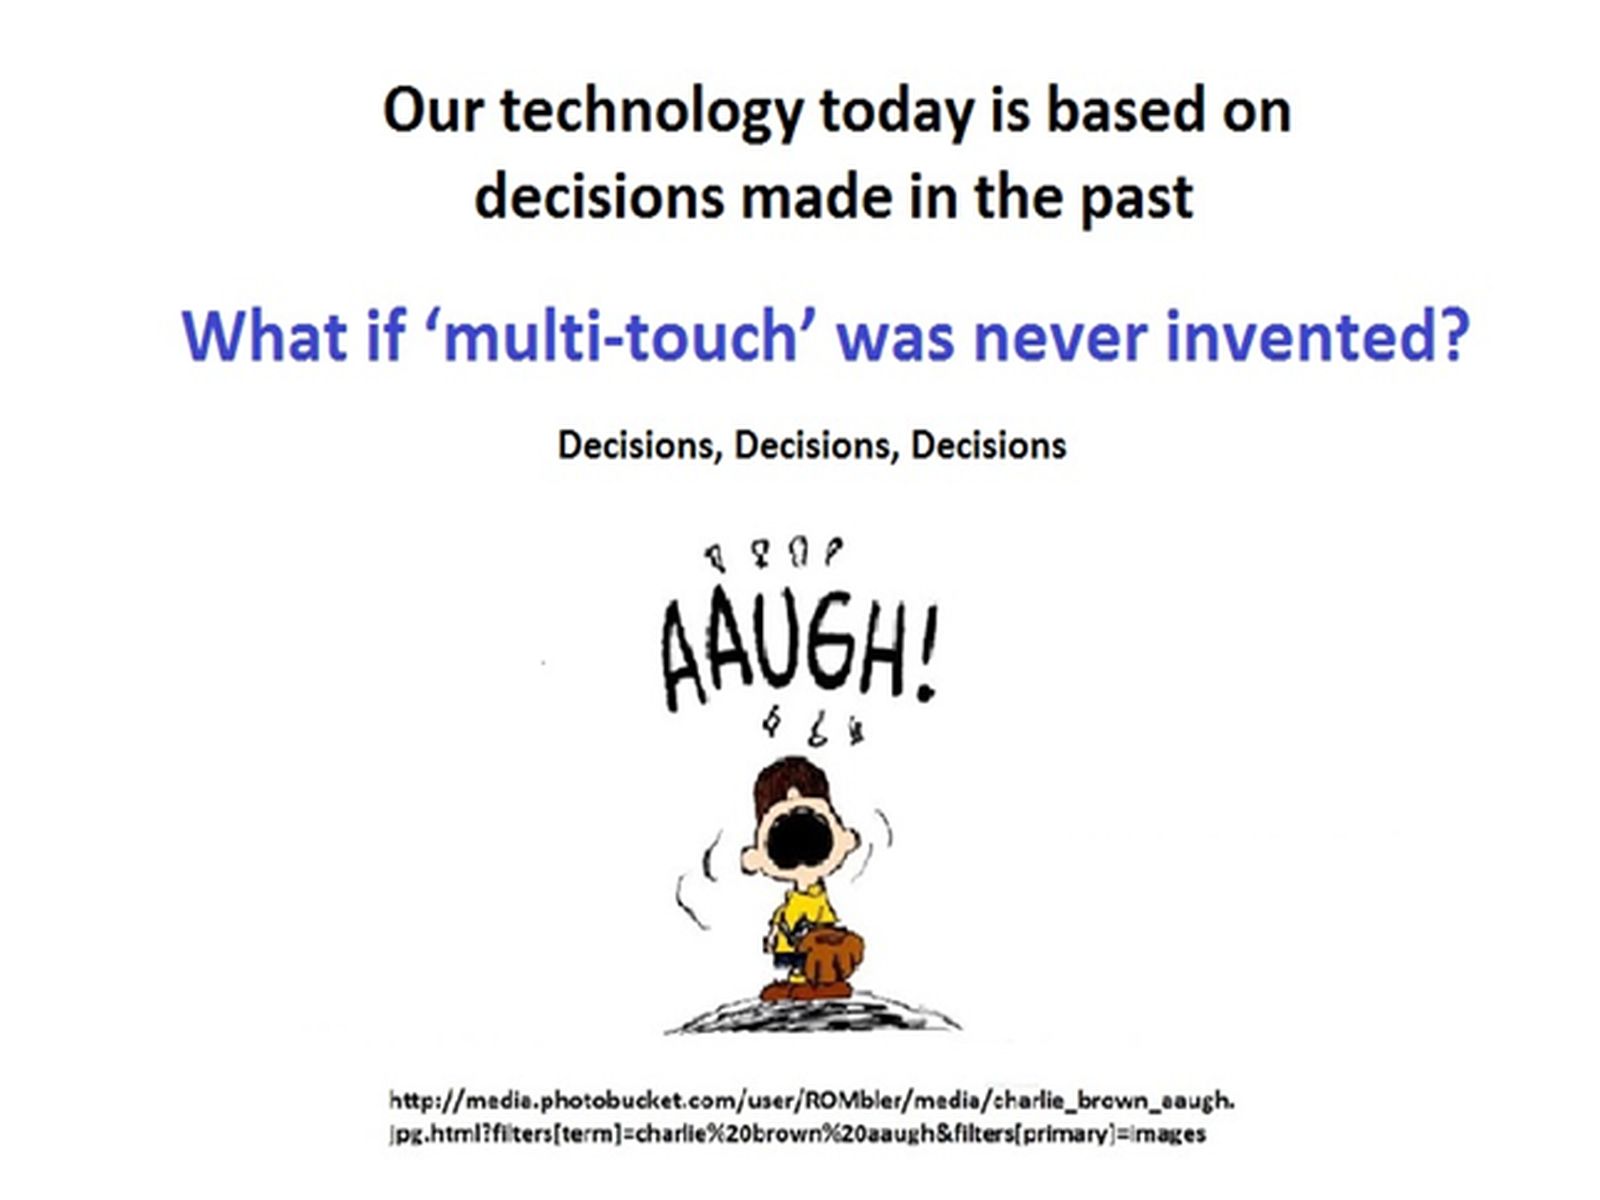 Our technology today is based on
decisions made in the past
What if ‘multi-touch’ was never invented?
Decisions, Decisions, Decisions
AAUGH!
http://media.photobucket.com/user/ROMbler/media/charlie_brown_aaugh.
jpg.html?filters[term]=charlie%20brown%20aaugh&filters[primary]=images